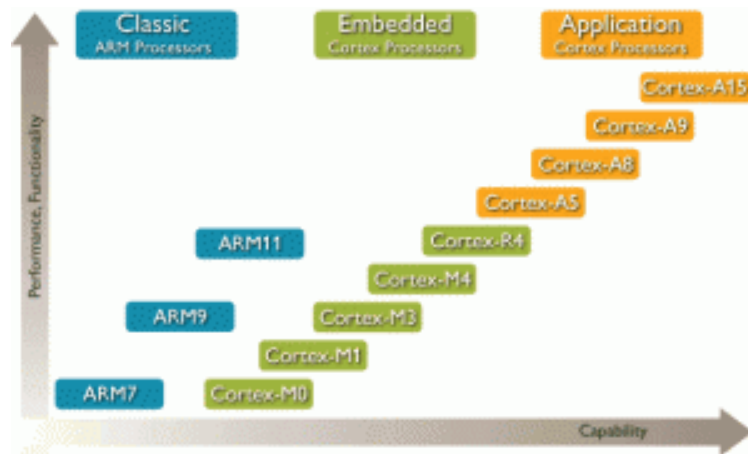 Classic
ARM Processors
Embedded
Cortex Processors
Application
Cortex Processors
Cortex-A15
Cortex-A9
Cortex-A8
Cortex-A5
ARM11
Cortex-R4
Cortex-M4
ARM9
Cortex-M3
Cortex-M1
ARM7
Cortex-M0
Performance, Functionality
Capability